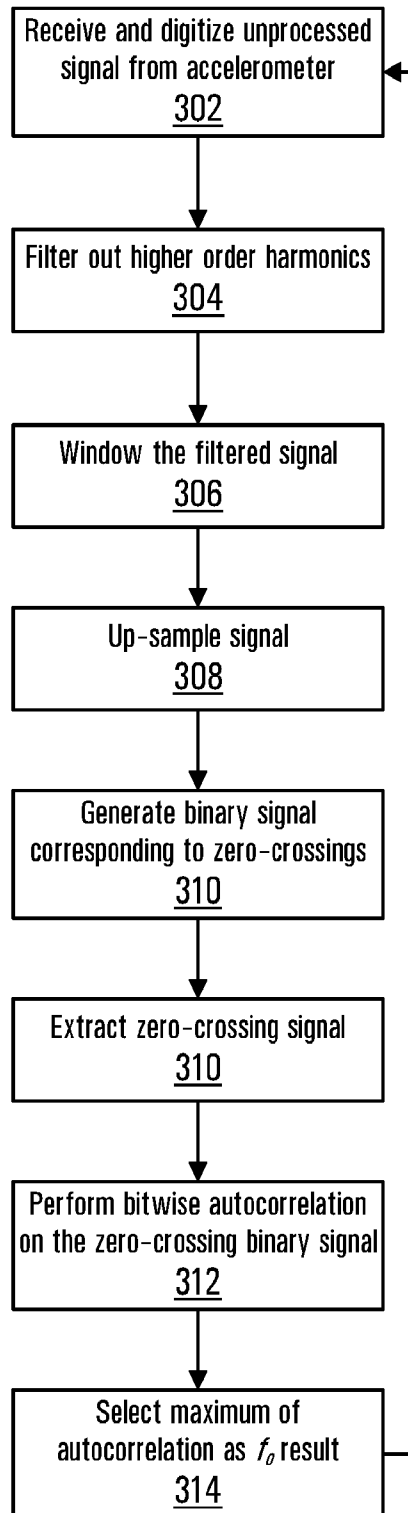 Receive and digitize unprocessed
signal from accelerometer
302
Filter out higher order harmonics
304
Window the filtered signal
306
Up-sample signal
308
Generate binary signal
corresponding to zero-crossings
310
Extract zero-crossing signal
310
Perform bitwise autocorrelation
on the zero-crossing binary signal
312
Select maximum of
autocorrelation as f₀ result
314